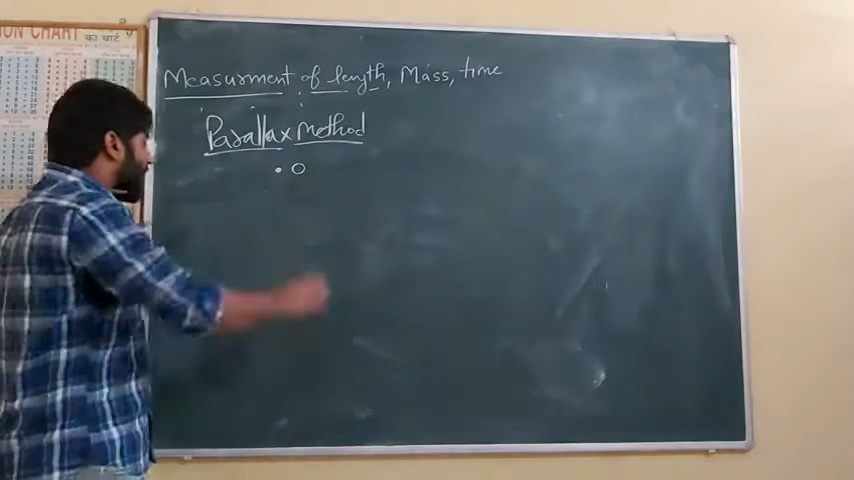 ION CHART का चार्ट
Measurment of length, Mass, time
Parallax Method
O